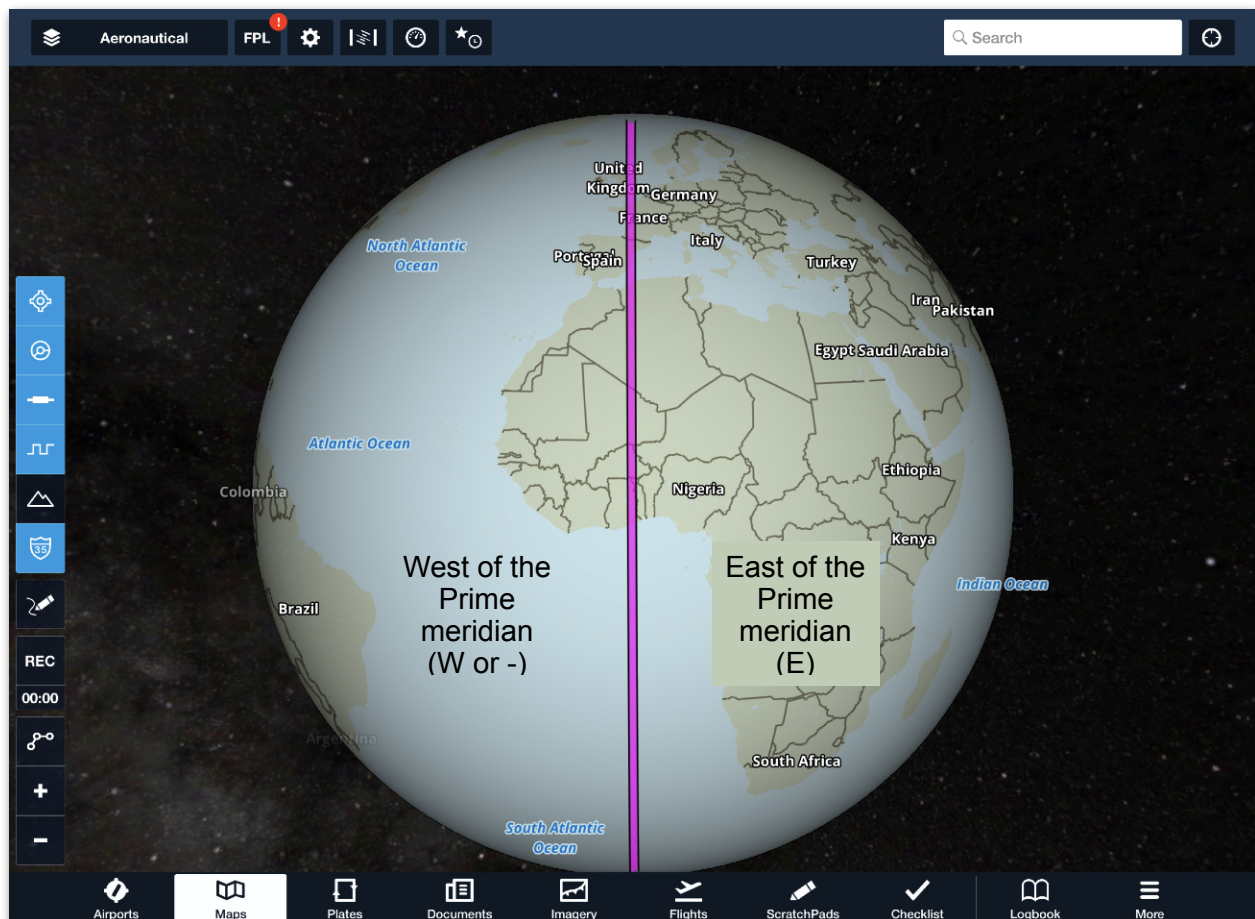 Aeronautical
FPL
!
Search
United
Kingdom
Germany
France
North Atlantic
Ocean
Italy
Portugal
Spain
Turkey
Iran
Pakistan
Egypt
Saudi Arabia
Atlantic Ocean
Ethiopia
Colombia
Nigeria
35
Kenya
West of the
Prime
meridian
(W or -)
East of the
Prime
meridian
(E)
Indian Ocean
Brazil
REC
00:00
Argentina
South Africa
South Atlantic
Ocean
Airports
Maps
Plates
Documents
Imagery
Flights
ScratchPads
Checklist
Logbook
More